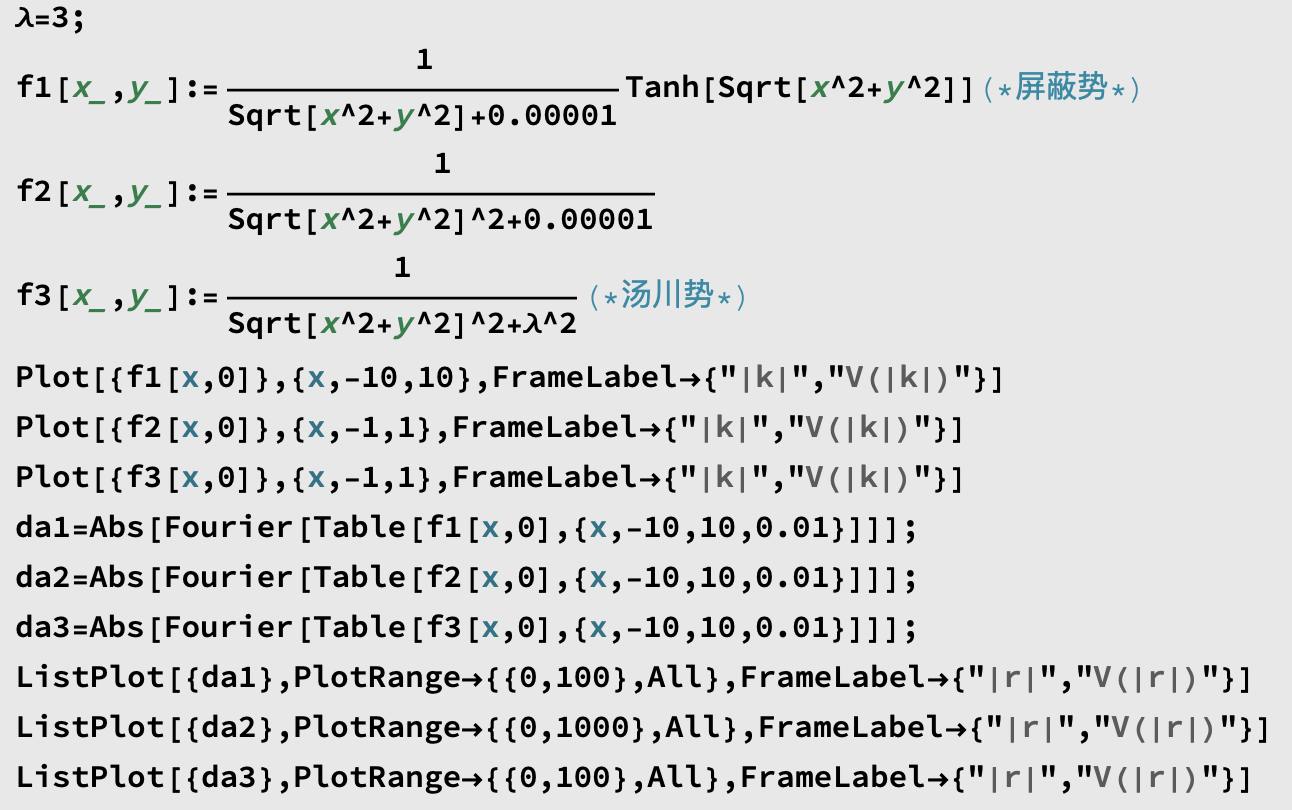 λ=3;
f1[x_,y_]:=1/(Sqrt[x^2+y^2]+0.00001) Tanh[Sqrt[x^2+y^2]](*屏蔽势*)
f2[x_,y_]:=1/(Sqrt[x^2+y^2]^2+0.00001)
f3[x_,y_]:=1/(Sqrt[x^2+y^2]^2+λ^2) (*汤川势*)
Plot[{f1[x,0]},{x,-10,10},FrameLabel→{"|k|","V(|k|)"}]
Plot[{f2[x,0]},{x,-1,1},FrameLabel→{"|k|","V(|k|)"}]
Plot[{f3[x,0]},{x,-1,1},FrameLabel→{"|k|","V(|k|)"}]
da1=Abs[Fourier[Table[f1[x,0],{x,-10,10,0.01}]]];
da2=Abs[Fourier[Table[f2[x,0],{x,-10,10,0.01}]]];
da3=Abs[Fourier[Table[f3[x,0],{x,-10,10,0.01}]]];
ListPlot[{da1},PlotRange→{{0,100},All},FrameLabel→{"|r|","V(|r|)"}]
ListPlot[{da2},PlotRange→{{0,1000},All},FrameLabel→{"|r|","V(|r|)"}]
ListPlot[{da3},PlotRange→{{0,100},All},FrameLabel→{"|r|","V(|r|)"}]